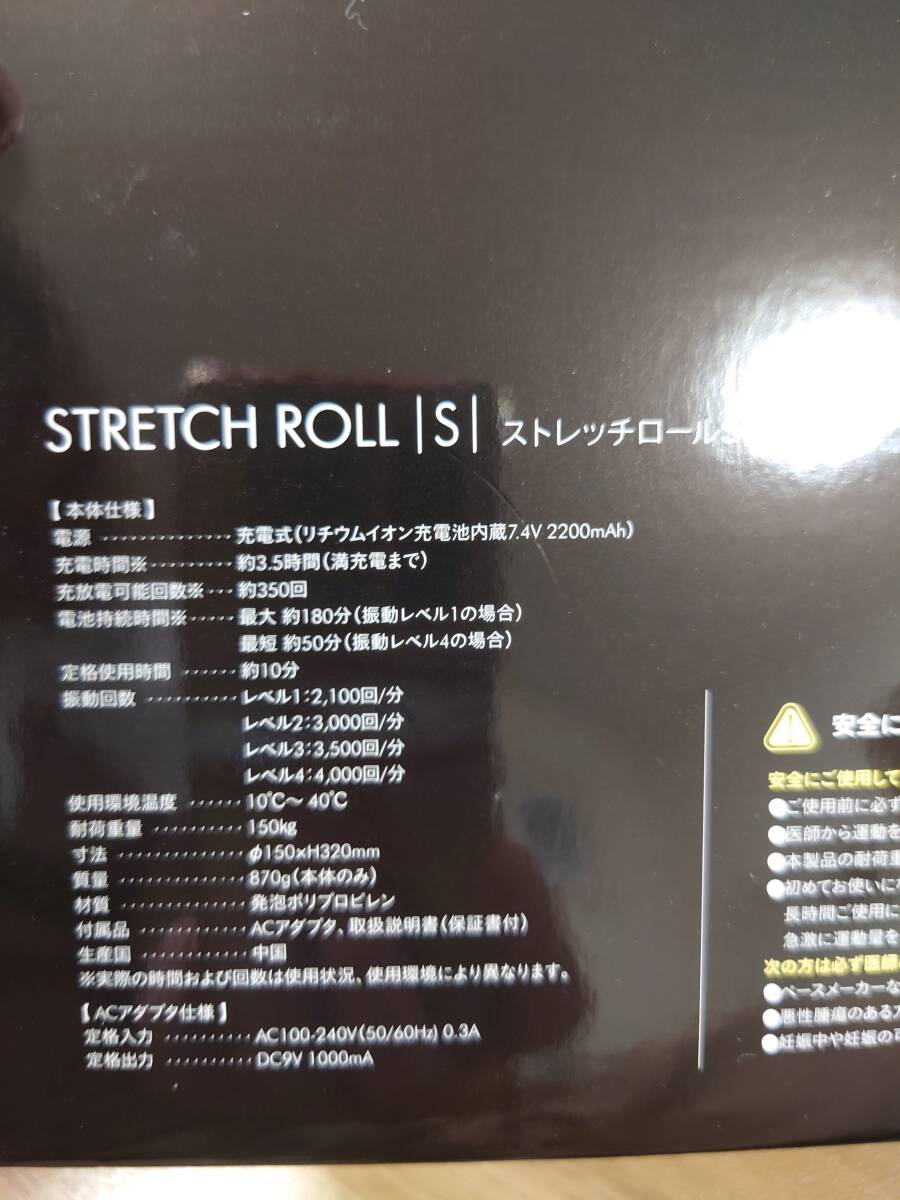 STRETCH ROLL |S| ストレッチロールS
【本体仕様】
電源 ･･････････････ 充電式(リチウムイオン充電池内蔵7.4V 2200mAh)
充電時間※･････････ 約3.5時間(満充電まで)
充放電可能回数※･･･ 約350回
電池持続時間※･････ 最大 約180分(振動レベル1の場合)
最短 約50分(振動レベル4の場合)
定格使用時間 ･･････ 約10分
振動回数 ･･････････ レベル1:2,100回/分
レベル2:3,000回/分
レベル3:3,500回/分
レベル4:4,000回/分
使用環境温度 ･･････ 10℃～40℃
耐荷重量 ･･････････ 150kg
寸法 ･･････････････ φ150×H320mm
質量 ･･････････････ 870g(本体のみ)
材質 ･･････････････ 発泡ポリプロピレン
付属品 ････････････ ACアダプタ、取扱説明書(保証書付)
生産国 ････････････ 中国
※実際の時間および回数は使用状況、使用環境により異なります。
【ACアダプタ仕様】
定格入力 ･･････････ AC100-240V(50/60Hz) 0.3A
定格出力 ･･････････ DC9V 1000mA
安全に
安全にご使用して
●ご使用前に必ず
●医師から運動を
●本製品の耐荷重
●初めてお使いに
長時間ご使用に
急激に運動量を
次の方は必ず医師
●ペースメーカーな
●悪性腫瘍のある方
●妊娠中や妊娠の可